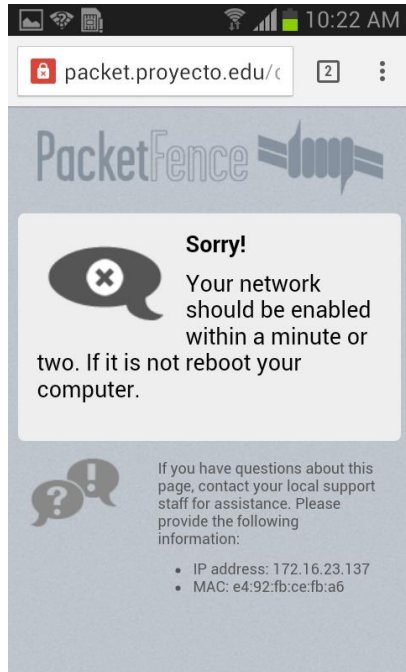 10:22 AM
packet.proyecto.edu/c
2
PacketFence
Sorry!
Your network
should be enabled
within a minute or
two. If it is not reboot your
computer.
If you have questions about this
page, contact your local support
staff for assistance. Please
provide the following
information:
• IP address: 172.16.23.137
• MAC: e4:92:fb:ce:fb:a6